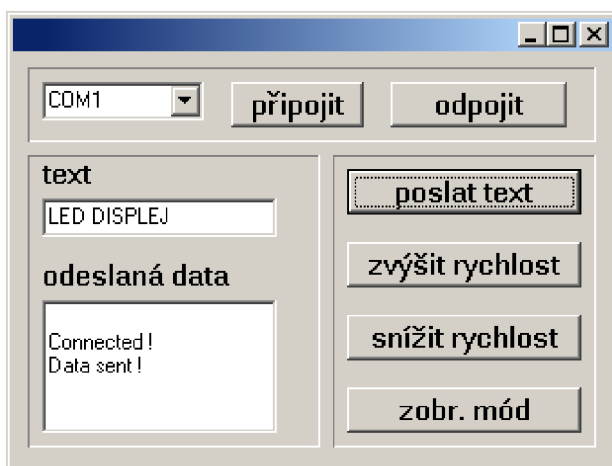 COM1
připojit
odpojit
text
LED DISPLEJ
odeslaná data
Connected !
Data sent !
poslat text
zvýšit rychlost
snížit rychlost
zobr. mód